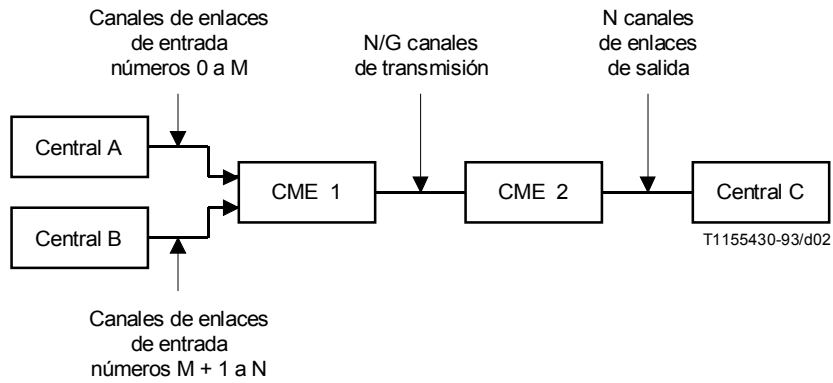 Canales de enlaces
de entrada
números 0 a M
N/G canales
de transmisión
N canales
de enlaces
de salida
Central A
Central B
CME 1
CME 2
Central C
T1155430-93/d02
Canales de enlaces
de entrada
números M + 1 a N